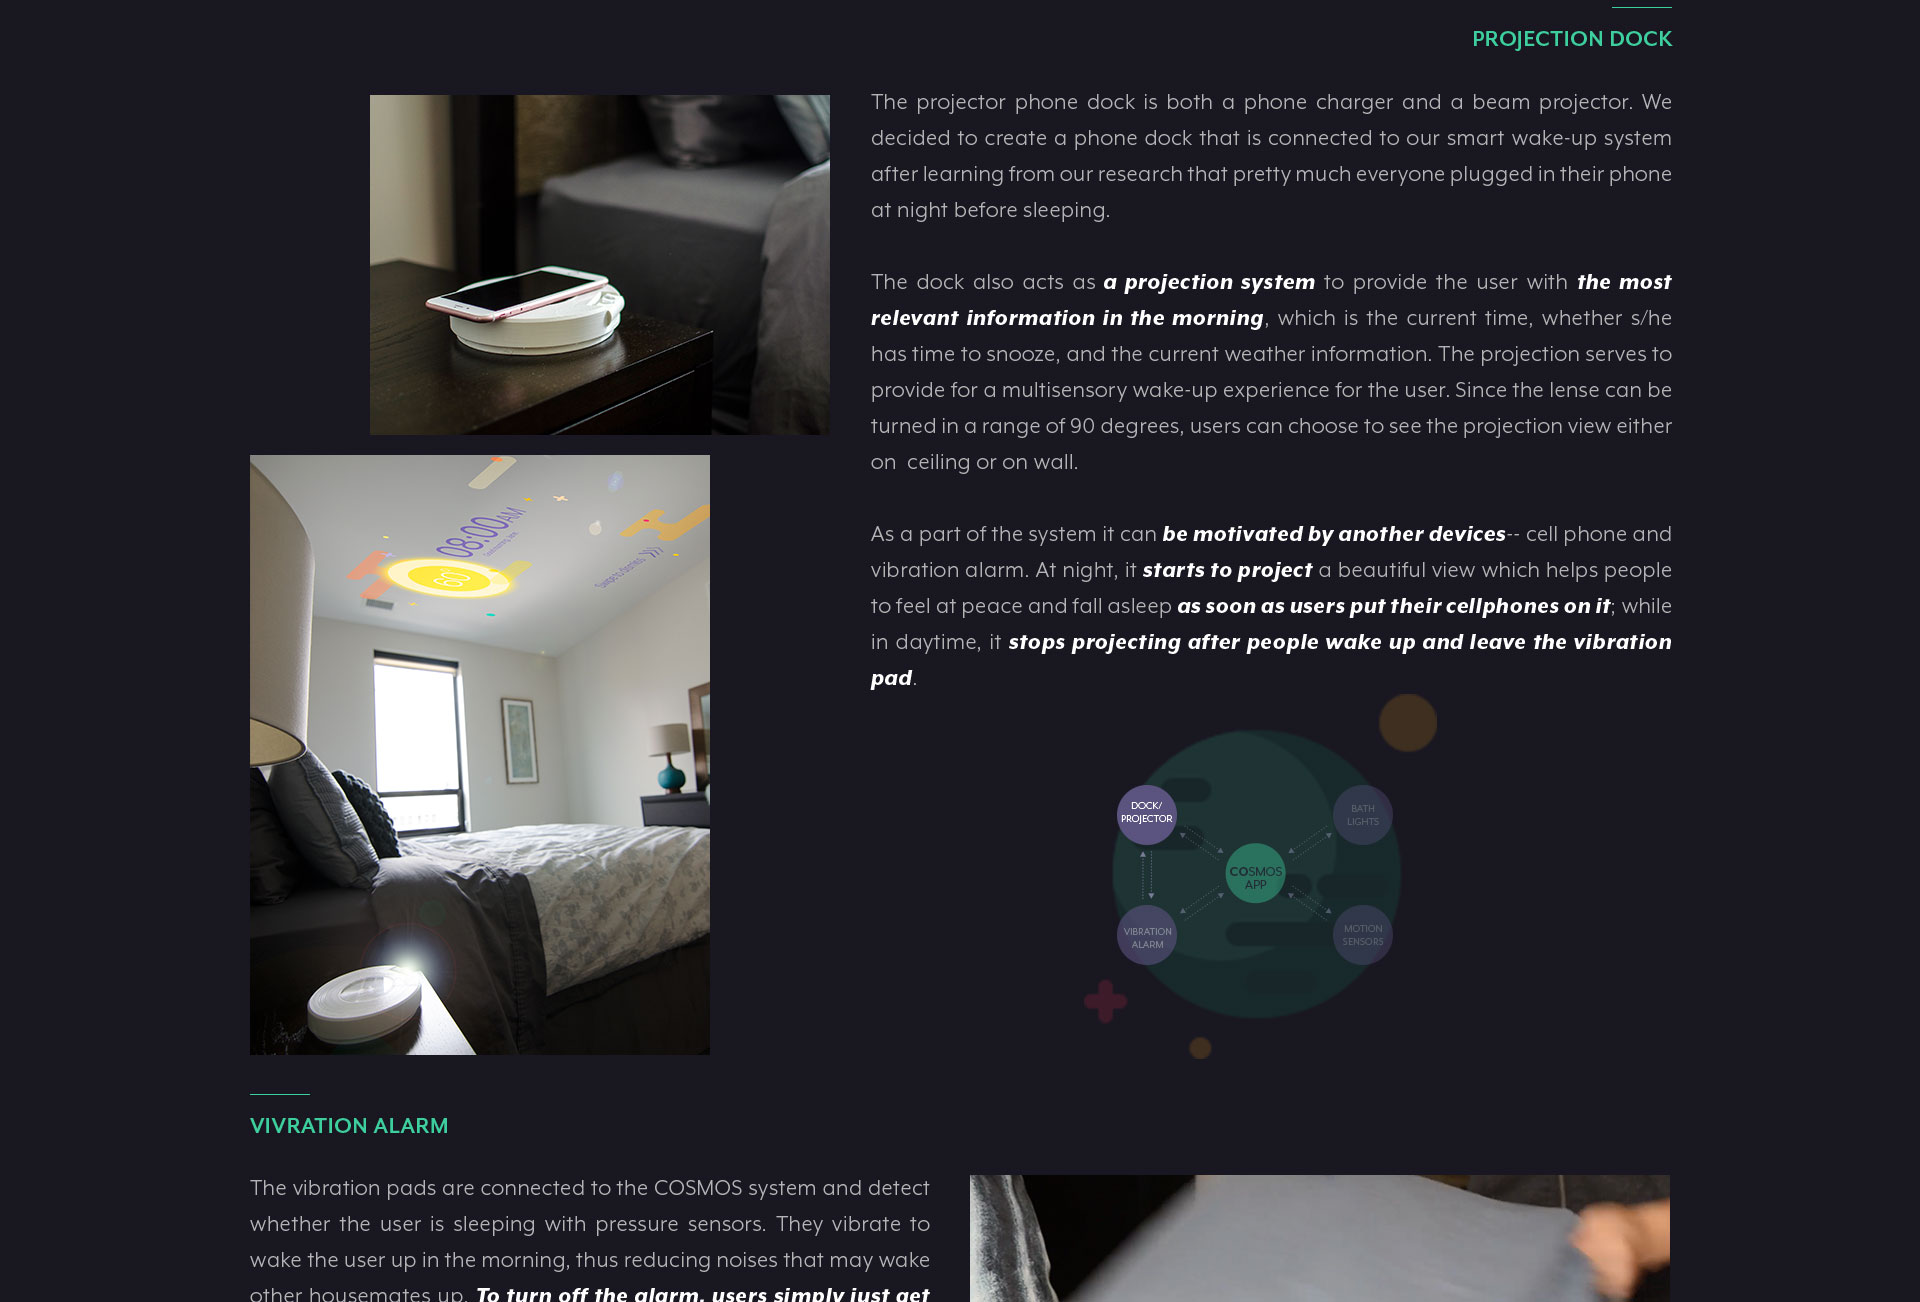 PROJECTION DOCK
The projector phone dock is both a phone charger and a beam projector. We
decided to create a phone dock that is connected to our smart wake-up system
after learning from our research that pretty much everyone plugged in their phone
at night before sleeping.
The dock also acts as a projection system to provide the user with the most
relevant information in the morning, which is the current time, whether s/he
has time to snooze, and the current weather information. The projection serves to
provide for a multisensory wake-up experience for the user. Since the lense can be
turned in a range of 90 degrees, users can choose to see the projection view either
on ceiling or on wall.
As a part of the system it can be motivated by another devices-- cell phone and
vibration alarm. At night, it starts to project a beautiful view which helps people
to feel at peace and fall asleep as soon as users put their cellphones on it; while
in daytime, it stops projecting after people wake up and leave the vibration
pad.
08:00AM
60°
DOCK/
PROJECTOR
BATH
LIGHTS
COSMOS
APP
VIBRATION
ALARM
MOTION
SENSORS
VIVRATION ALARM
The vibration pads are connected to the COSMOS system and detect
whether the user is sleeping with pressure sensors. They vibrate to
wake the user up in the morning, thus reducing noises that may wake
other housemates up. To turn off the alarm, users simply just get